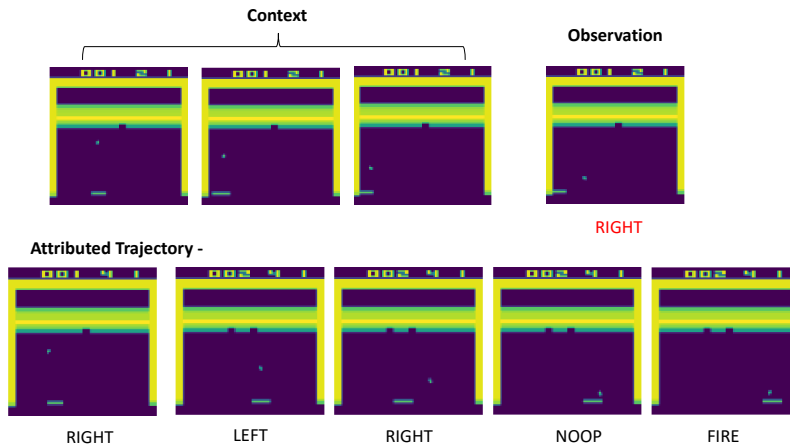 Context
Observation
RIGHT
Attributed Trajectory -
RIGHT
LEFT
RIGHT
NOOP
FIRE